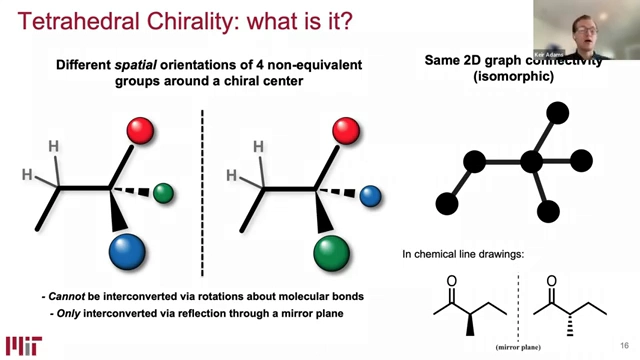 Tetrahedral Chirality: what is it?
Keir Adams
Different spatial orientations of 4 non-equivalent
groups around a chiral center
Same 2D graph connectivity
(isomorphic)
H
H
H
- Cannot be interconverted via rotations about molecular bonds
- Only interconverted via reflection through a mirror plane
In chemical line drawings:
O
O
(mirror plane)
MIT
16